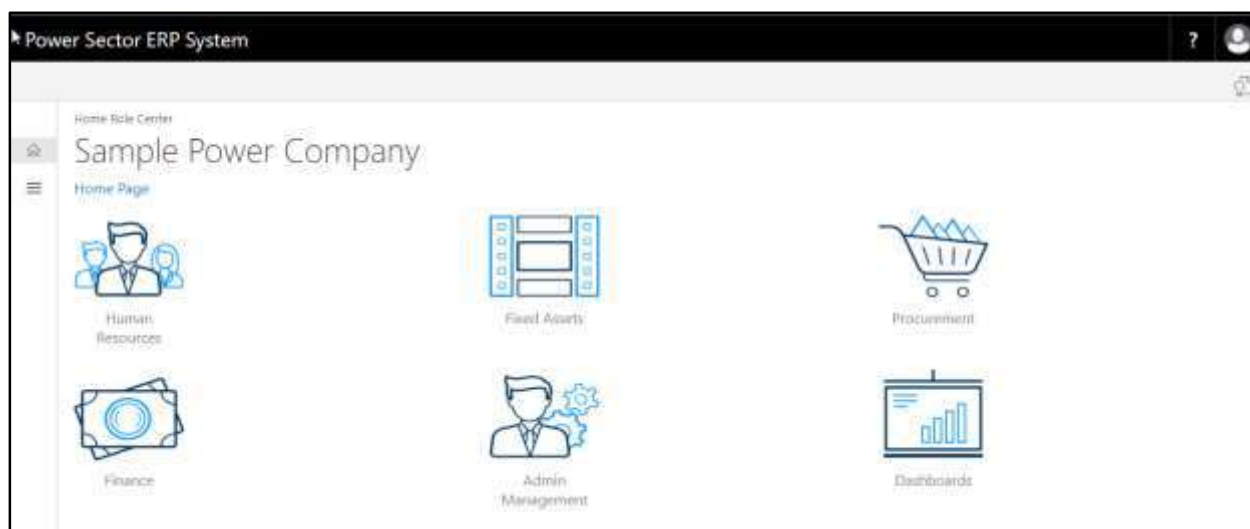 Power Sector ERP System
?
Home Role Center
Sample Power Company
Home Page
Human
Resources
Fixed Assets
Procurement
Finance
Admin
Management
Dashboards